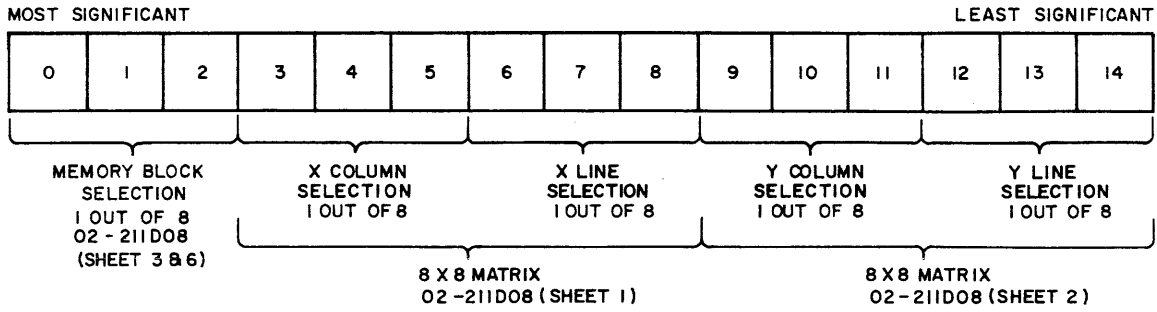 MOST SIGNIFICANT LEAST SIGNIFICANT
0 1 2 3 4 5 6 7 8 9 10 11 12 13 14
MEMORY BLOCK SELECTION 1 OUT OF 8 02-211D08 (SHEET 3 & 6)
X COLUMN SELECTION 1 OUT OF 8
X LINE SELECTION 1 OUT OF 8
Y COLUMN SELECTION 1 OUT OF 8
Y LINE SELECTION 1 OUT OF 8
8 X 8 MATRIX
02-211D08 (SHEET 1)
8 X 8 MATRIX
02-211D08 (SHEET 2)